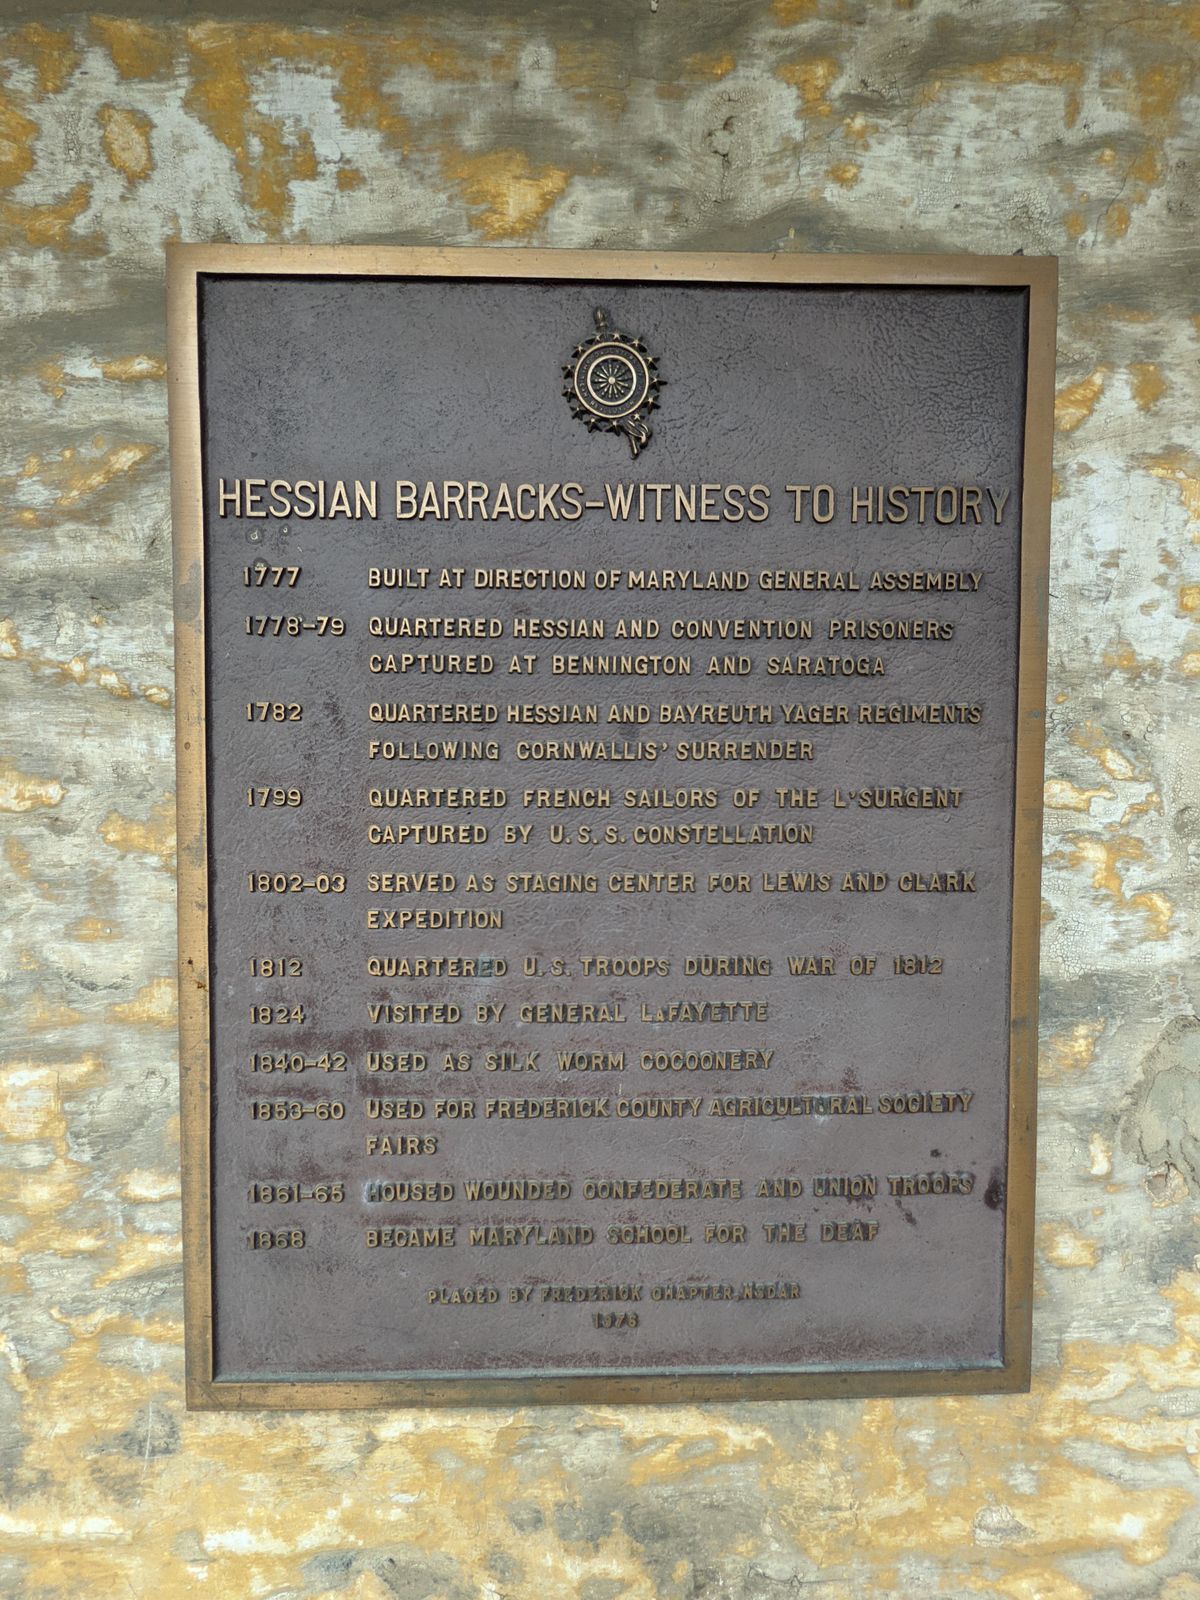 HESSIAN BARRACKS-WITNESS TO HISTORY
1777 BUILT AT DIRECTION OF MARYLAND GENERAL ASSEMBLY
1778-79 QUARTERED HESSIAN AND CONVENTION PRISONERS
CAPTURED AT BENNINGTON AND SARATOGA
1782 QUARTERED HESSIAN AND BAYREUTH YAGER REGIMENTS
FOLLOWING CORNWALLIS' SURRENDER
1799 QUARTERED FRENCH SAILORS OF THE L'SURGENT
CAPTURED BY U.S.S. CONSTELLATION
1802-03 SERVED AS STAGING CENTER FOR LEWIS AND CLARK
EXPEDITION
1812 QUARTERED U.S. TROOPS DURING WAR OF 1812
1824 VISITED BY GENERAL LaFAYETTE
1840-42 USED AS SILK WORM COCOONERY
1853-60 USED FOR FREDERICK COUNTY AGRICULTURAL SOCIETY
FAIRS
1861-65 HOUSED WOUNDED CONFEDERATE AND UNION TROOPS
1868 BECAME MARYLAND SCHOOL FOR THE DEAF
PLACED BY FREDERICK CHAPTER, NSDAR